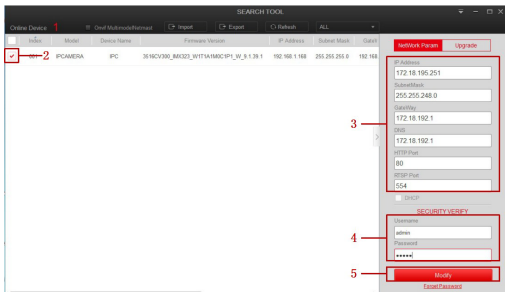 SEARCH TOOL
Online Device 1 Omit MultimodeNetmast Import Export Refresh ALL
Index Model Device Name Firmware Version IP Address Subnet Mask
001 IPCAMERA IPC 3516CV300_IMX323_W1T1A1M0C1P1_W_9.1.39.1 192.168.1.168 255.255.255.0 192.168
2
NetWork Param Upgrade
IP Address
172.18.195.251
SubnetMask
255.255.248.0
GateWay
172.18.192.1
3
DNS
172.18.192.1
HTTP Port
80
RTSP Port
554
DHCP
SECURITY VERIFY
Username
admin
4
Password
•••••
5
Modify
Forget Password